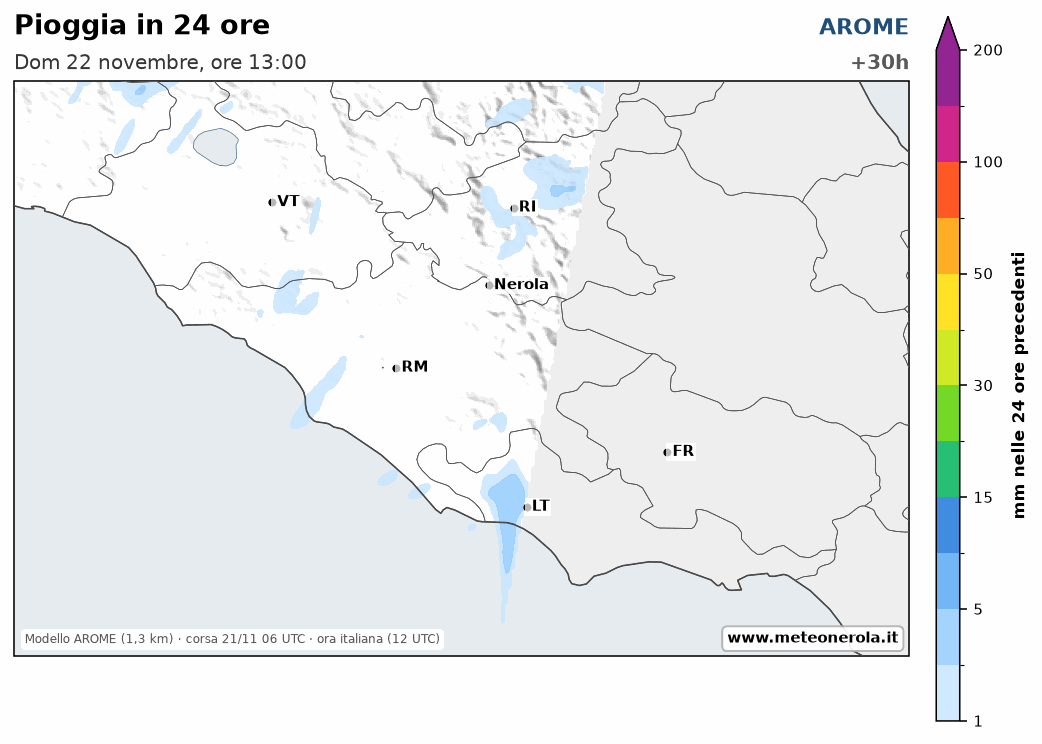 Pioggia in 24 ore
AROME
Dom 22 novembre, ore 13:00
+30h
VT
RI
Nerola
RM
FR
LT
Modello AROME (1,3 km) · corsa 21/11 06 UTC · ora italiana (12 UTC)
www.meteonerola.it
200
100
50
30
15
5
1
mm nelle 24 ore precedenti